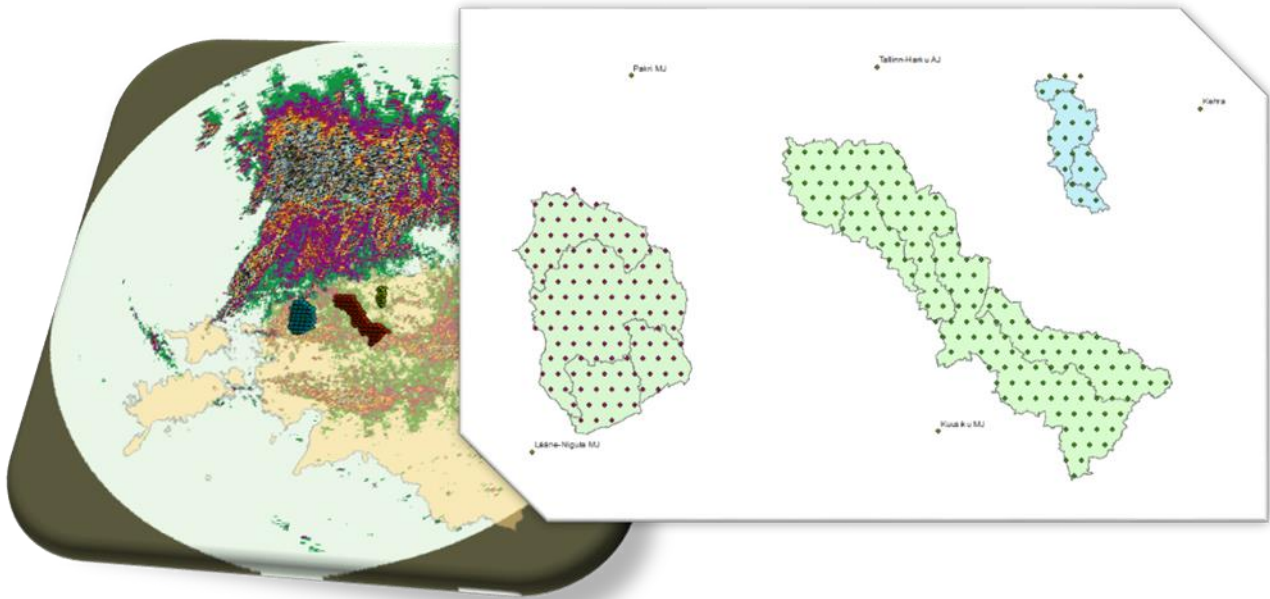 Pakri MJ
Tallinn-Harku AJ
Kehra
Kuusiku MJ
Lääne-Nigula MJ